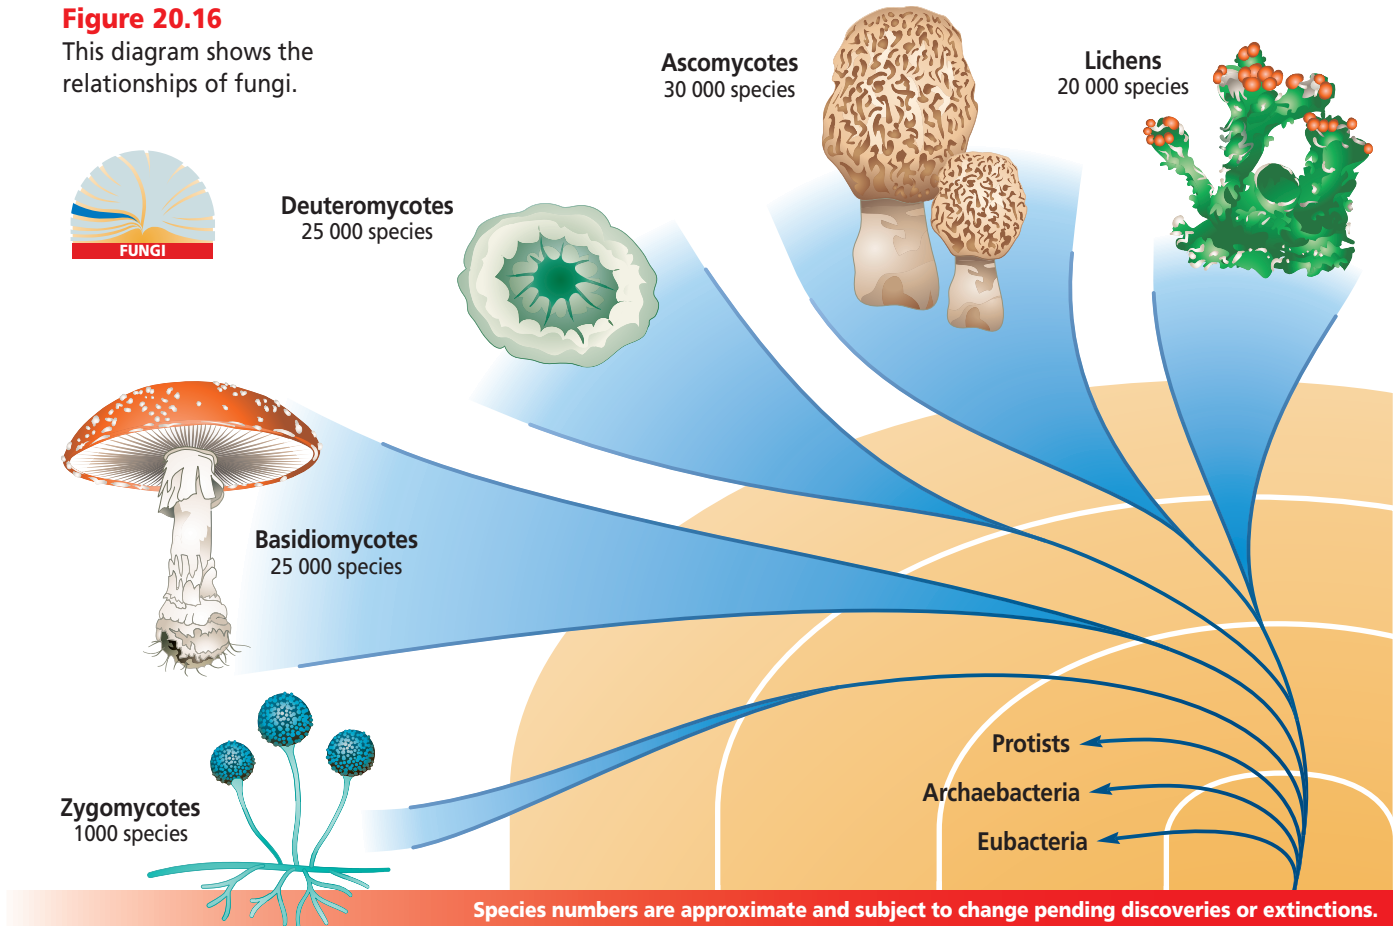 Figure 20.16
This diagram shows the
relationships of fungi.
FUNGI
Deuteromycotes
25 000 species
Ascomycotes
30 000 species
Lichens
20 000 species
Basidiomycotes
25 000 species
Zygomycotes
1000 species
Protists
Archaebacteria
Eubacteria
Species numbers are approximate and subject to change pending discoveries or extinctions.